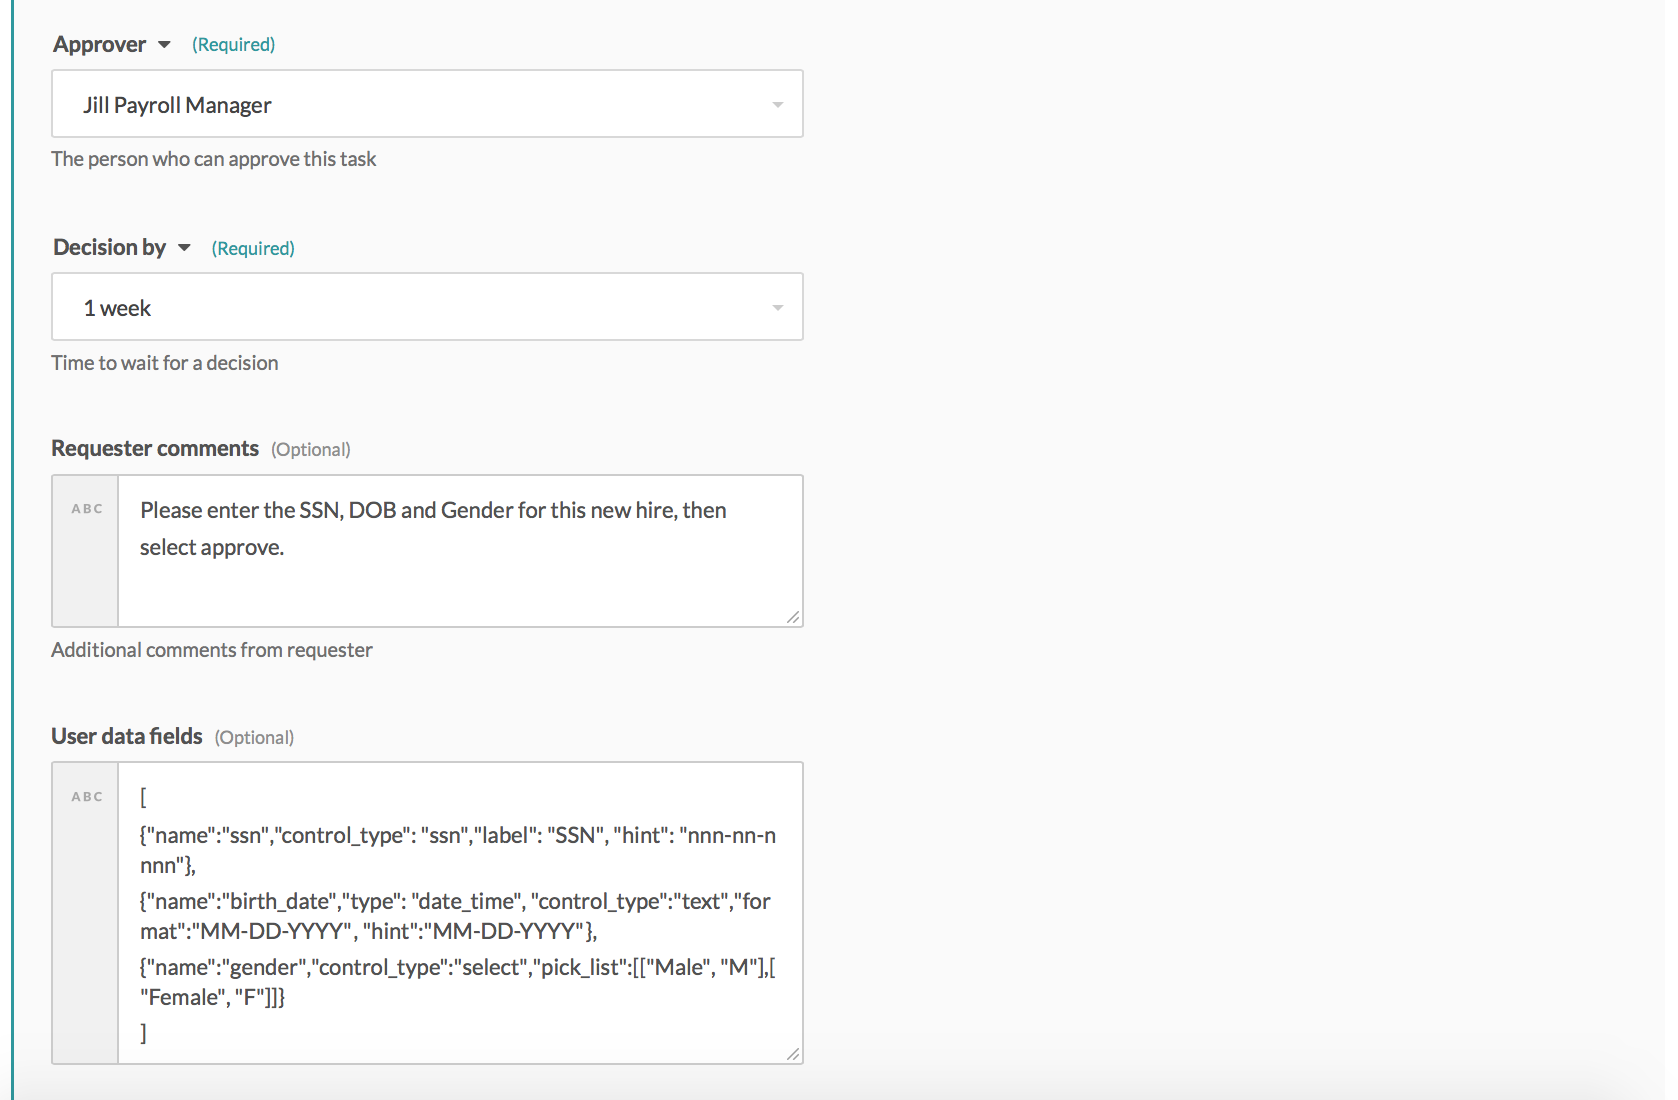 Approver (Required)
Jill Payroll Manager
The person who can approve this task
Decision by (Required)
1 week
Time to wait for a decision
Requester comments (Optional)
ABC
Please enter the SSN, DOB and Gender for this new hire, then
select approve.
Additional comments from requester
User data fields (Optional)
ABC
[
{"name":"ssn","control_type": "ssn","label": "SSN", "hint": "nnn-nn-n
nnn"},
{"name":"birth_date","type": "date_time", "control_type":"text","for
mat":"MM-DD-YYYY", "hint":"MM-DD-YYYY"},
{"name":"gender","control_type":"select","pick_list":[["Male", "M"],[
"Female", "F"]]}
]